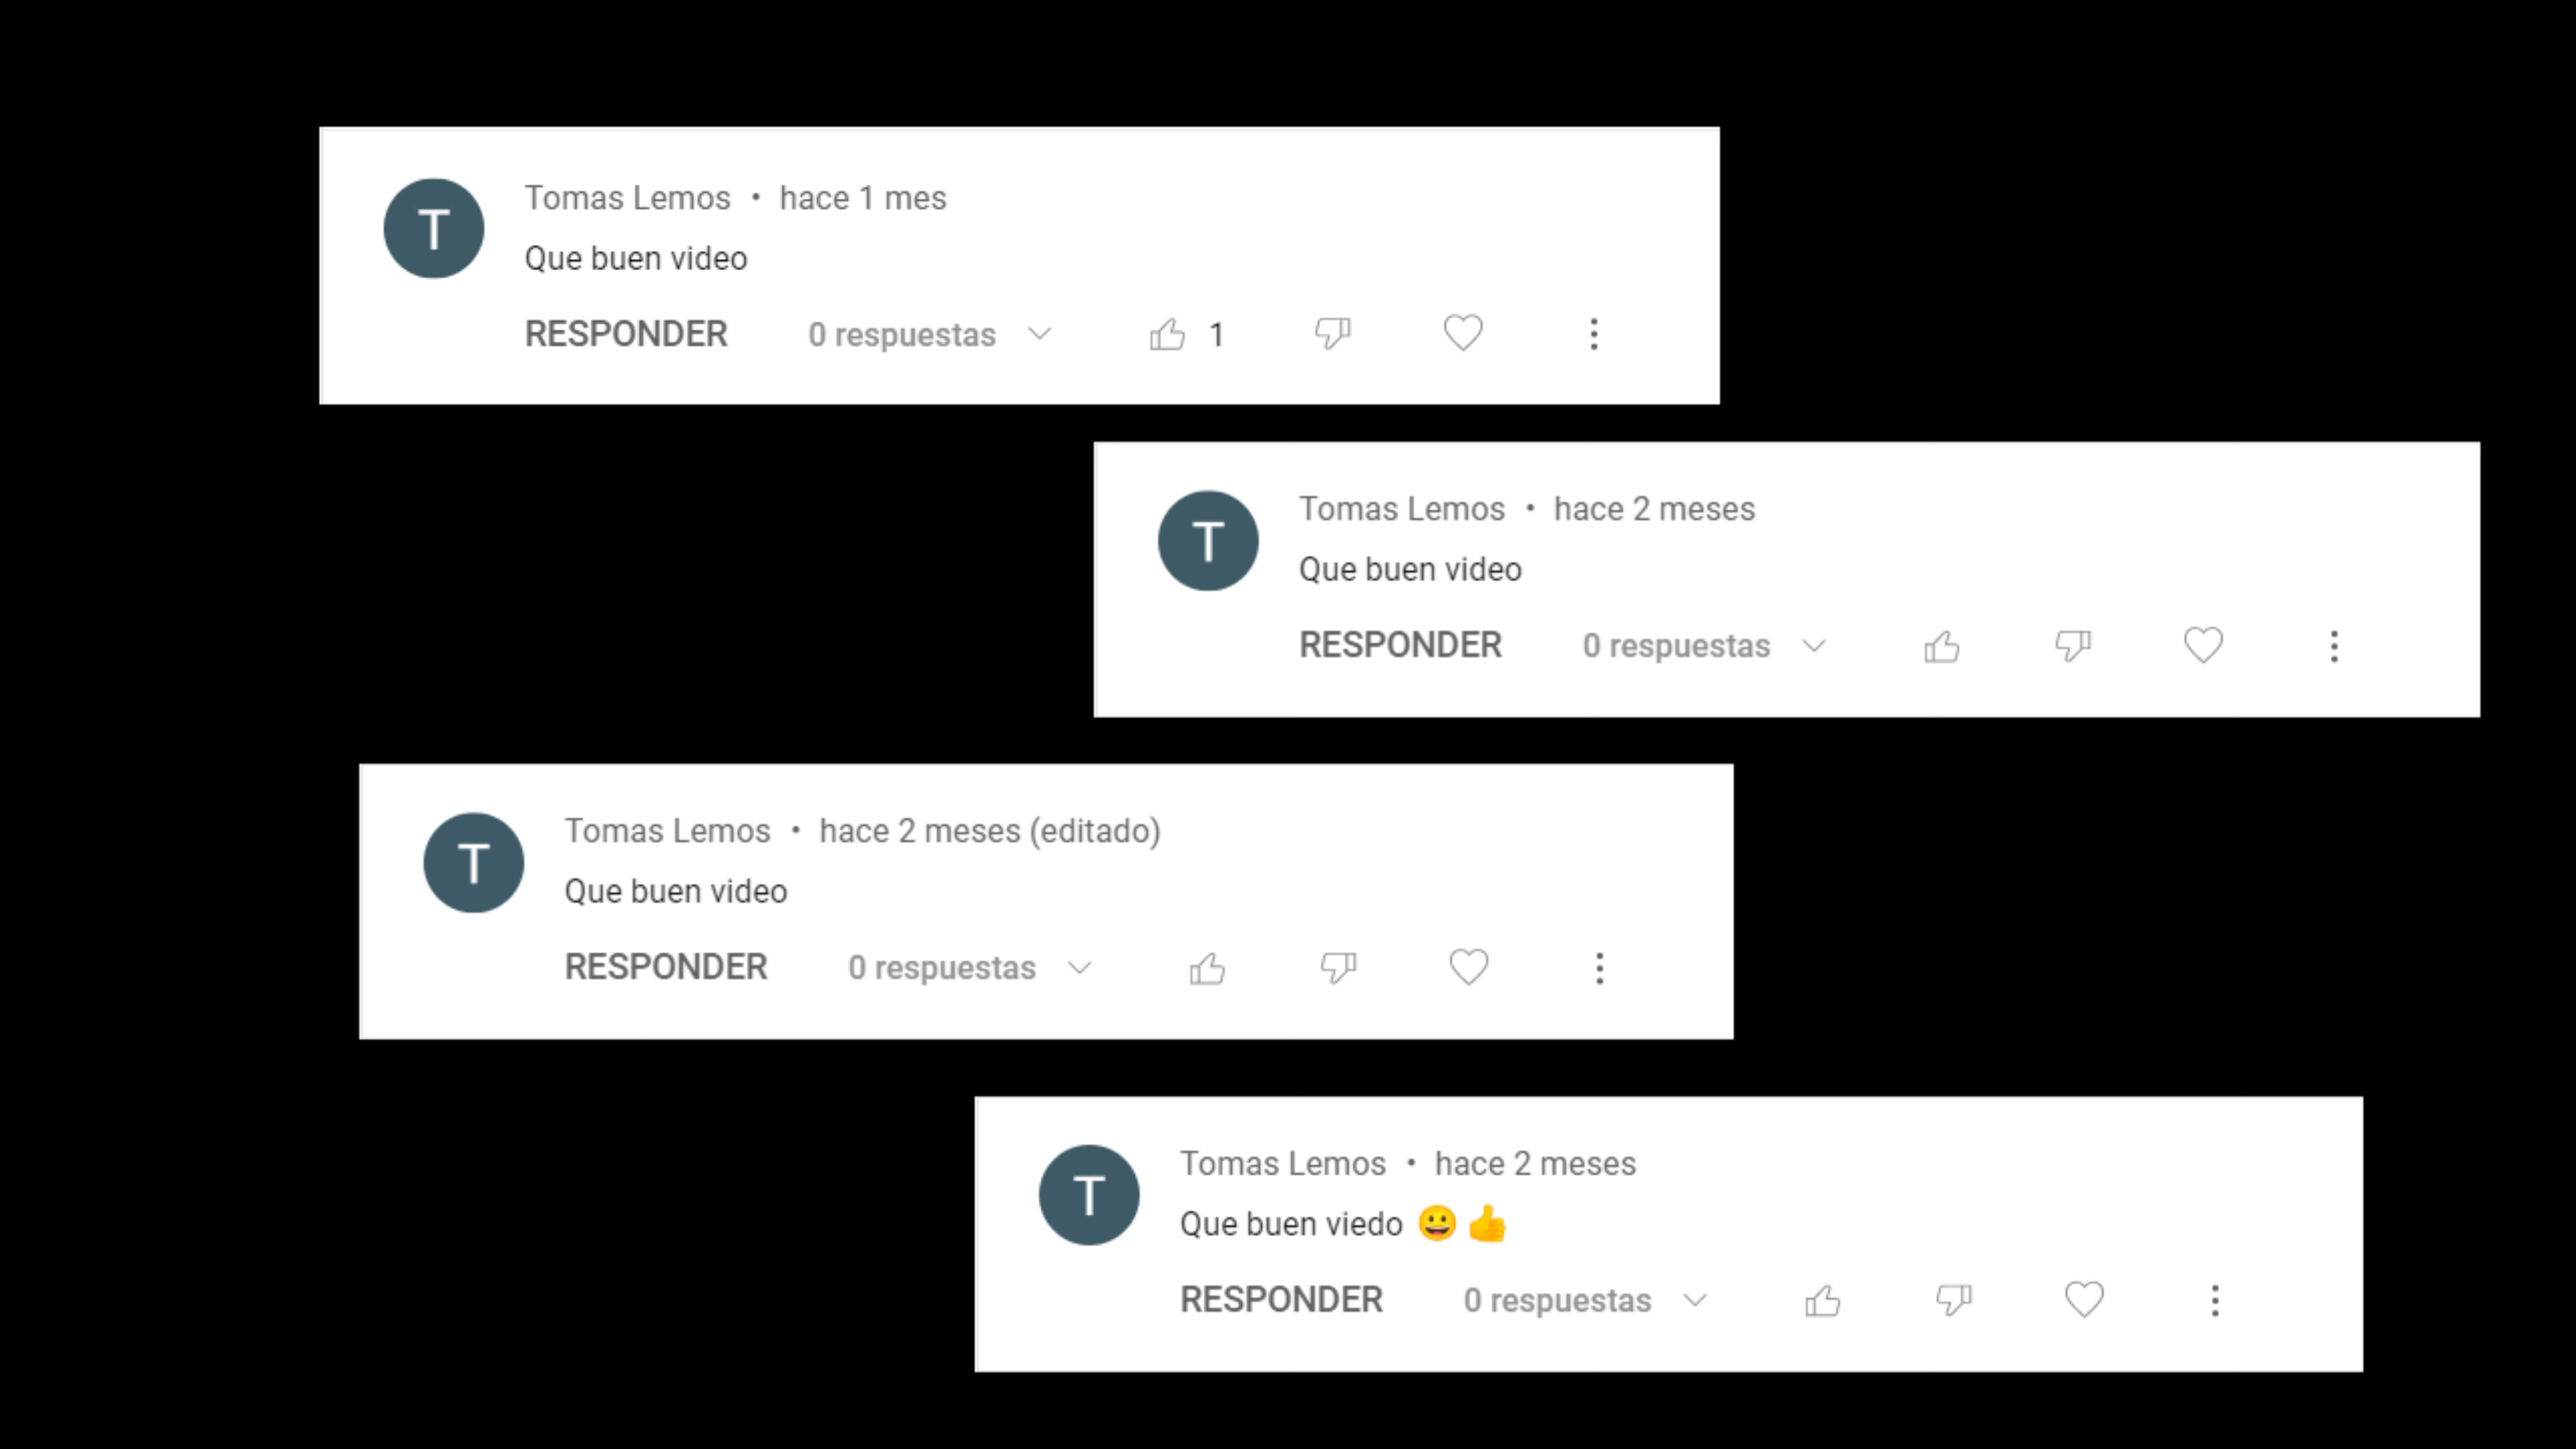 T
Tomas Lemos • hace 1 mes
Que buen video
RESPONDER 0 respuestas 1
T
Tomas Lemos • hace 2 meses
Que buen video
RESPONDER 0 respuestas
T
Tomas Lemos • hace 2 meses (editado)
Que buen video
RESPONDER 0 respuestas
T
Tomas Lemos • hace 2 meses
Que buen viedo 😀 👍
RESPONDER 0 respuestas